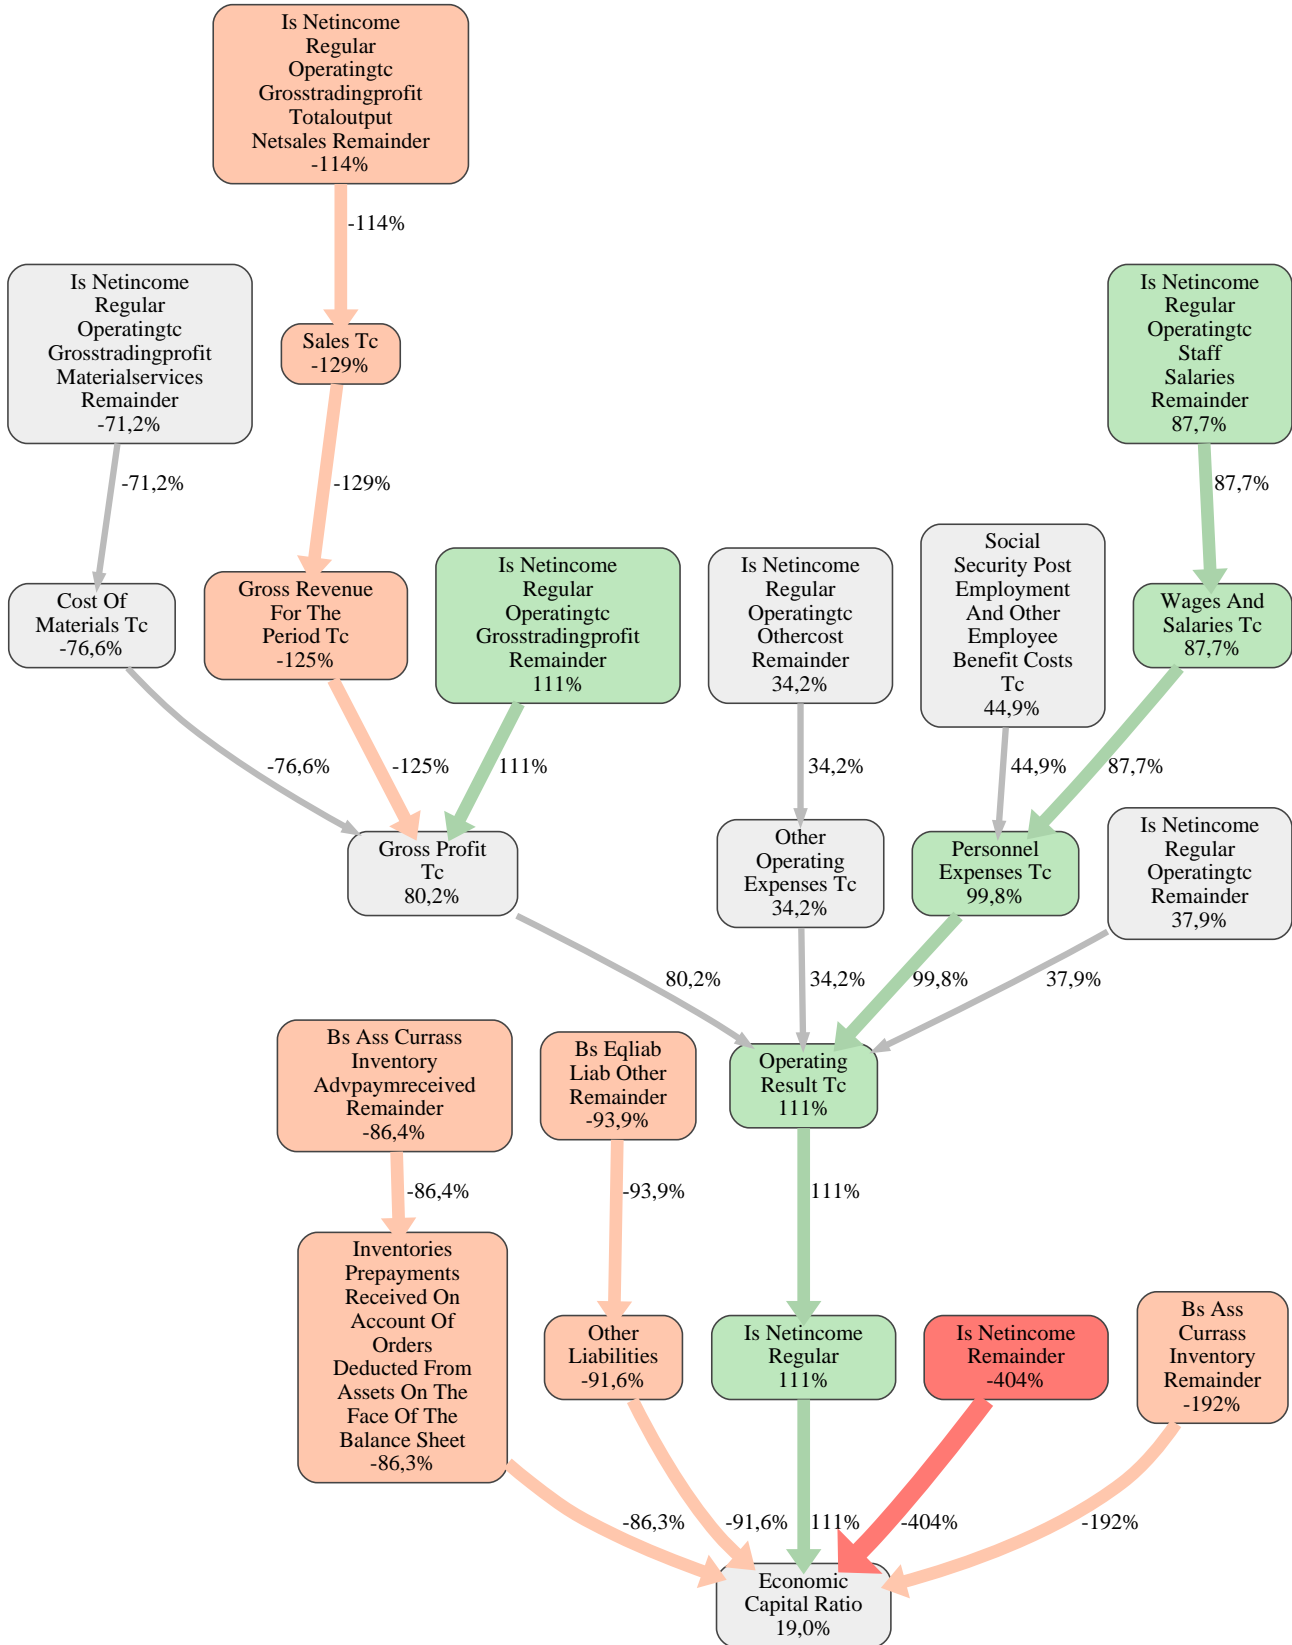 Is Netincome
Regular
Operatingtc
Grosstradingprofit
Totaloutput
Netsales Remainder
-114%
-114%
Is Netincome
Regular
Operatingtc
Grosstradingprofit
Materialservices
Remainder
-71,2%
Sales Tc
-129%
Is Netincome
Regular
Operatingtc
Staff
Salaries
Remainder
87,7%
-71,2%
-129%
87,7%
Cost Of
Materials Tc
-76,6%
Gross Revenue
For The
Period Tc
-125%
Is Netincome
Regular
Operatingtc
Grosstradingprofit
Remainder
111%
Is Netincome
Regular
Operatingtc
Othercost
Remainder
34,2%
Social
Security Post
Employment
And Other
Employee
Benefit Costs
Tc
44,9%
Wages And
Salaries Tc
87,7%
-76,6%
-125%
111%
34,2%
44,9%
87,7%
Gross Profit
Tc
80,2%
Other
Operating
Expenses Tc
34,2%
Personnel
Expenses Tc
99,8%
Is Netincome
Regular
Operatingtc
Remainder
37,9%
80,2%
34,2%
99,8%
37,9%
Bs Ass Currass
Inventory
Advpaymreceived
Remainder
-86,4%
Bs Eqliab
Liab Other
Remainder
-93,9%
Operating
Result Tc
111%
-86,4%
-93,9%
111%
Inventories
Prepayments
Received On
Account Of
Orders
Deducted From
Assets On The
Face Of The
Balance Sheet
-86,3%
Other
Liabilities
-91,6%
Is Netincome
Regular
111%
Is Netincome
Remainder
-404%
Bs Ass
Currass
Inventory
Remainder
-192%
-86,3%
-91,6%
111%
-404%
-192%
Economic
Capital Ratio
19,0%